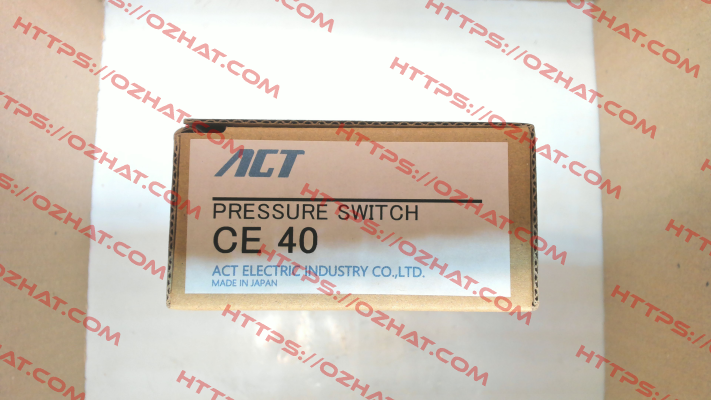 ACT
PRESSURE SWITCH
CE 40
ACT ELECTRIC INDUSTRY CO.,LTD.
MADE IN JAPAN
HTTPS://OZHAT.COM